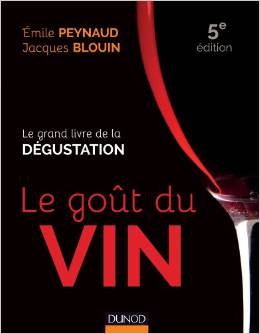 Émile PEYNAUD
Jacques BLOUIN
5e
édition
Le grand livre de la
DÉGUSTATION
Le goût du
VIN
DUNOD